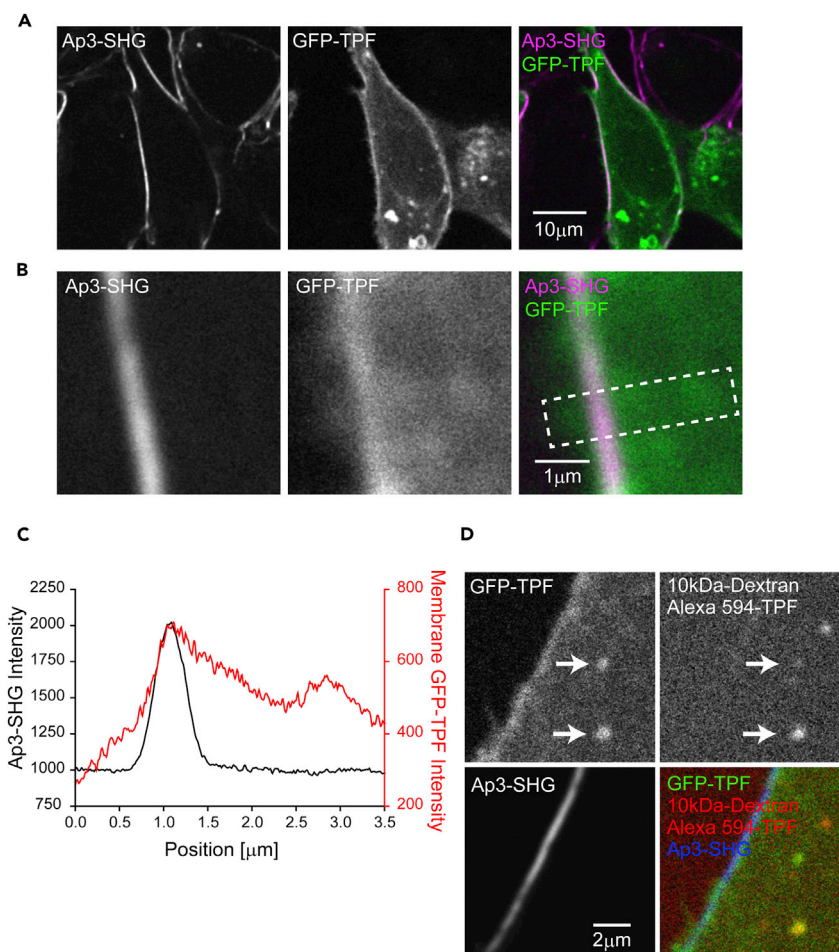 A
Ap3-SHG
GFP-TPF
Ap3-SHG
GFP-TPF
10μm
B
Ap3-SHG
GFP-TPF
Ap3-SHG
GFP-TPF
1μm
C
Ap3-SHG Intensity
2250
2000
1750
1500
1250
1000
750
0.0 0.5 1.0 1.5 2.0 2.5 3.0 3.5
Position [μm]
800
600
400
200
Membrane GFP-TPF Intensity
D
GFP-TPF
10kDa-Dextran
Alexa 594-TPF
Ap3-SHG
2μm
GFP-TPF
10kDa-Dextran
Alexa 594-TPF
Ap3-SHG